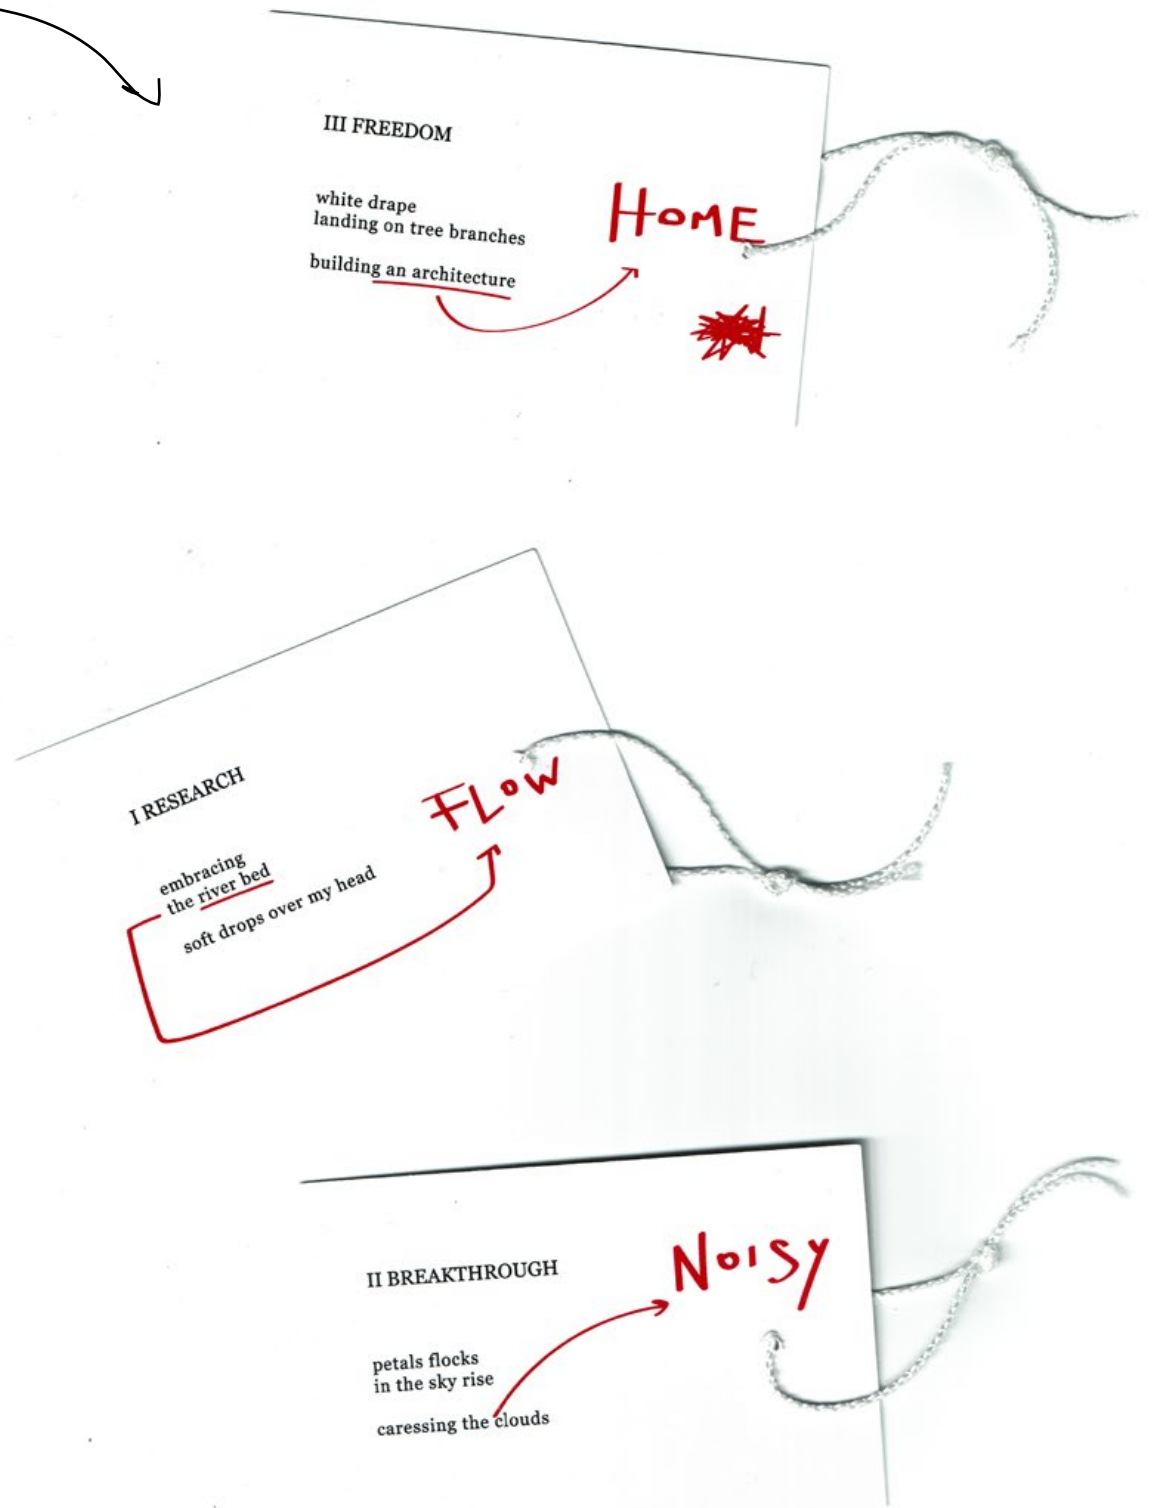 III FREEDOM
white drape
landing on tree branches
building an architecture
HOME
I RESEARCH
embracing
the river bed
soft drops over my head
FLOW
II BREAKTHROUGH
petals flocks
in the sky rise
caressing the clouds
NOISY